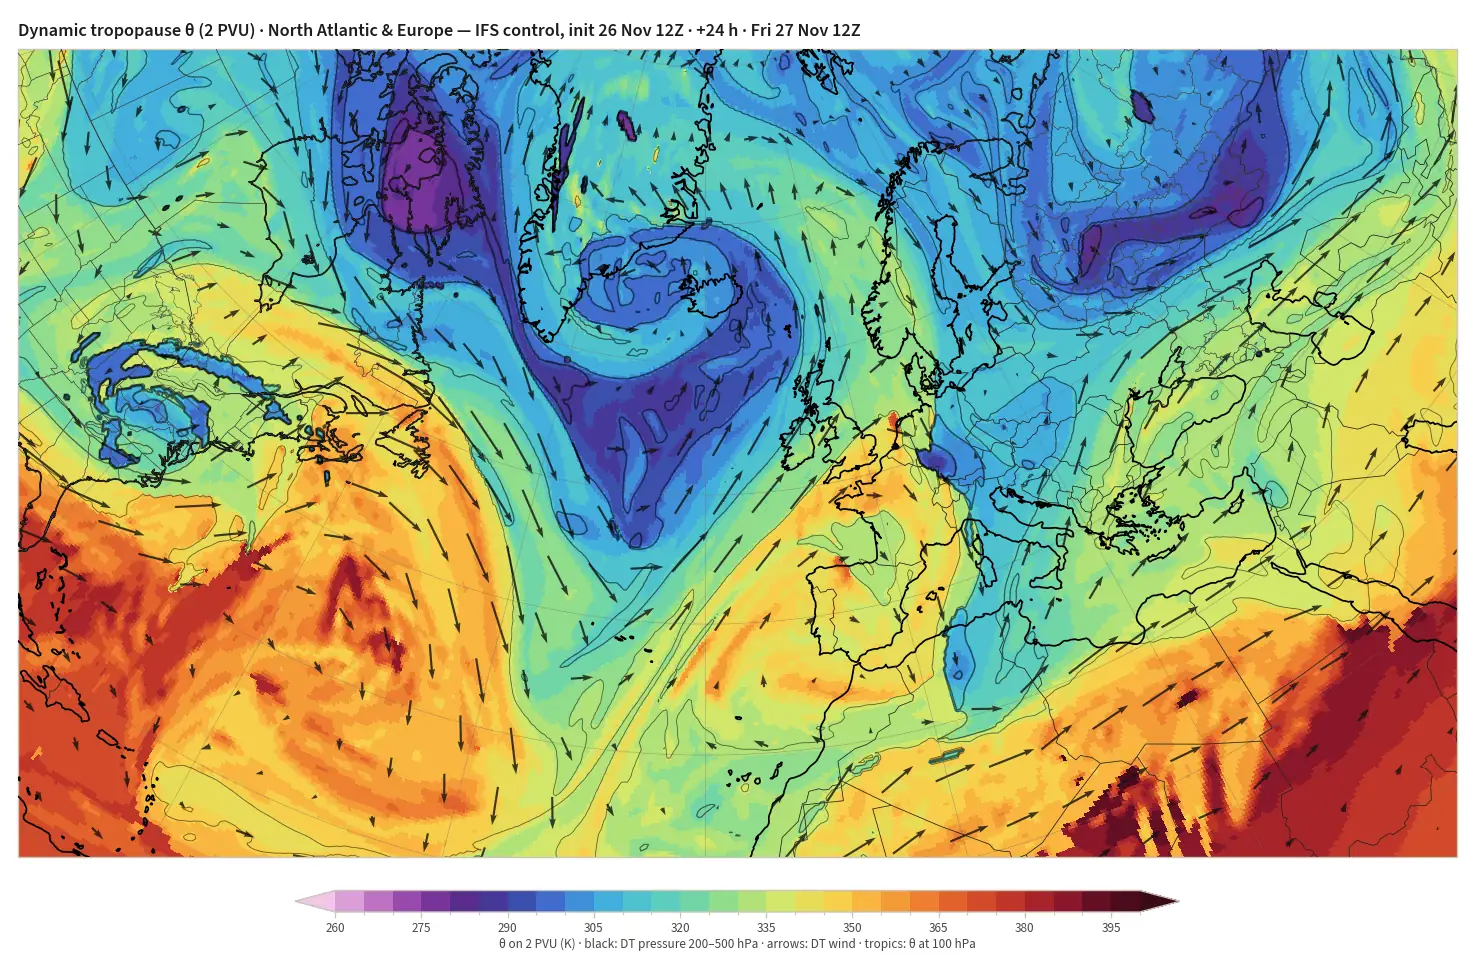 Dynamic tropopause θ (2 PVU) · North Atlantic & Europe — IFS control, init 26 Nov 12Z · +24 h · Fri 27 Nov 12Z
260 275 290 305 320 335 350 365 380 395
θ on 2 PVU (K) · black: DT pressure 200–500 hPa · arrows: DT wind · tropics: θ at 100 hPa